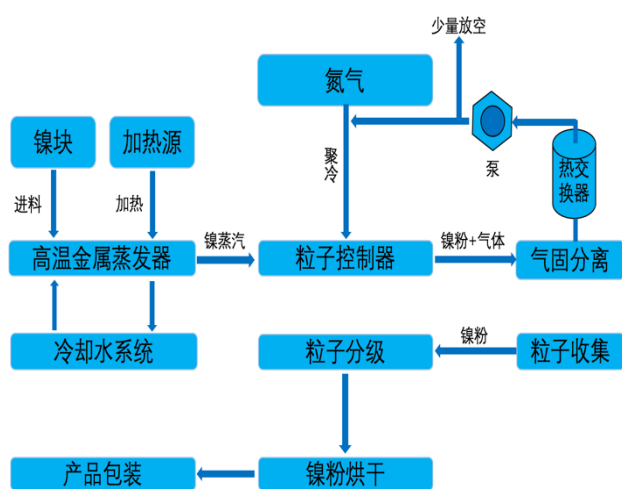 少量放空
氮气
镍块
加热源
泵
热交
换器
聚冷
进料
加热
镍蒸汽
镍粉+气体
高温金属蒸发器
粒子控制器
气固分离
冷却水系统
粒子分级
镍粉
粒子收集
产品包装
镍粉烘干